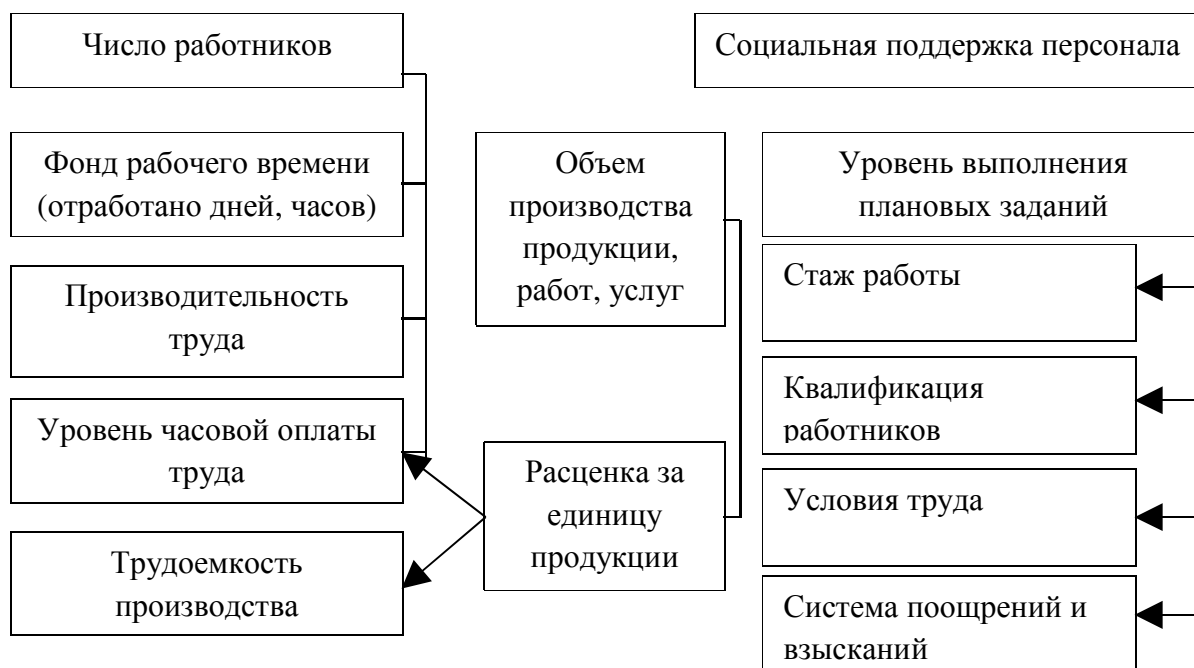 Число работников
Социальная поддержка персонала
Фонд рабочего времени
(отработано дней, часов)
Объем
производства
продукции,
работ, услуг
Уровень выполнения
плановых заданий
Производительность
труда
Стаж работы
Уровень часовой оплаты
труда
Квалификация
работников
Расценка за
единицу
продукции
Условия труда
Трудоемкость
производства
Система поощрений и
взысканий